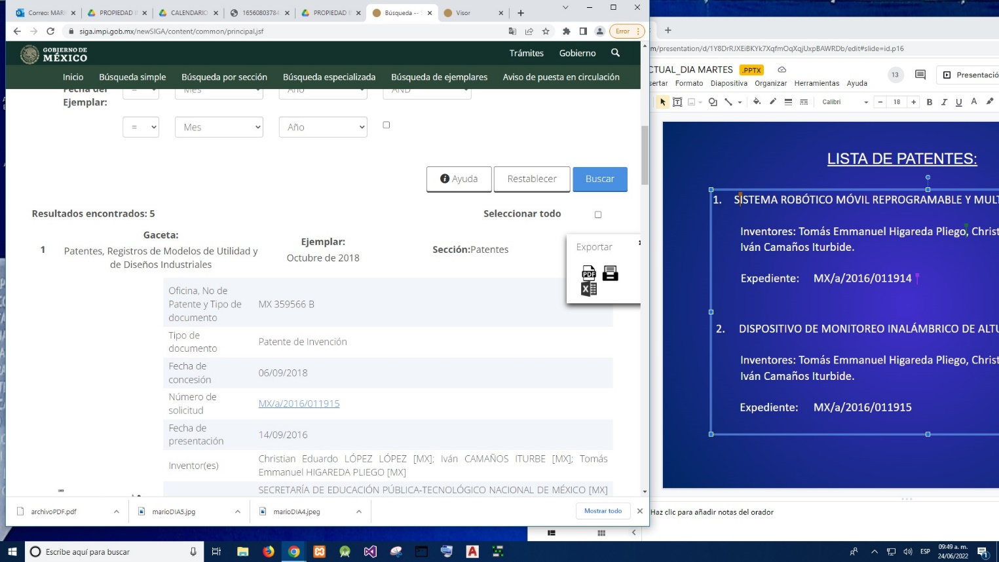 Correo: MAR
PROPIEDAD I
CALENDARIO
16560803784
PROPIEDAD I
Búsqueda -- S
Visor
siga.impi.gob.mx/newSIGA/content/common/principal.jsf
Error
GOBIERNO DE
MÉXICO
Trámites
Gobierno
Inicio
Búsqueda simple
Búsqueda por sección
Búsqueda especializada
Búsqueda de ejemplares
Aviso de puesta en circulación
Fecha del
Ejemplar:
=
Mes
Año
AND
=
Mes
Año
Ayuda
Restablecer
Buscar
Resultados encontrados: 5
Seleccionar todo
1
Gaceta:
Patentes, Registros de Modelos de Utilidad y
de Diseños Industriales
Ejemplar:
Octubre de 2018
Sección:Patentes
Exportar
PDF
Oficina, No de
Patente y Tipo de
documento
MX 359566 B
Tipo de
documento
Patente de Invención
Fecha de
concesión
06/09/2018
Número de
solicitud
MX/a/2016/011915
Fecha de
presentación
14/09/2016
Inventor(es)
Christian Eduardo LÓPEZ LÓPEZ [MX]; Iván CAMAÑOS ITURBE [MX]; Tomás
Emmanuel HIGAREDA PLIEGO [MX]
SECRETARÍA DE EDUCACIÓN PÚBLICA-TECNOLÓGICO NACIONAL DE MÉXICO [MX]
archivoPDF.pdf
marioDIA5.jpg
marioDIA4.jpeg
Mostrar todo
m/presentation/d/1Y8DrRJXEiBKYk7XqfmOqXqjUxpBAWRDb/edit#slide=id.p16
CTUAL_DIA MARTES
.PPTX
13
Presentació
sertar
Formato
Diapositiva
Organizar
Herramientas
Ayuda
Calibri
18
B
I
U
A
LISTA DE PATENTES:
1. SISTEMA ROBÓTICO MÓVIL REPROGRAMABLE Y MULT
Inventores: Tomás Emmanuel Higareda Pliego, Christ
Iván Camaños Iturbide.
Expediente: MX/a/2016/011914
2. DISPOSITIVO DE MONITOREO INALÁMBRICO DE ALTU
Inventores: Tomás Emmanuel Higareda Pliego, Christ
Iván Camaños Iturbide.
Expediente: MX/a/2016/011915
Haz clic para añadir notas del orador
Escribe aquí para buscar
ESP
09:49 a. m.
24/06/2022
1